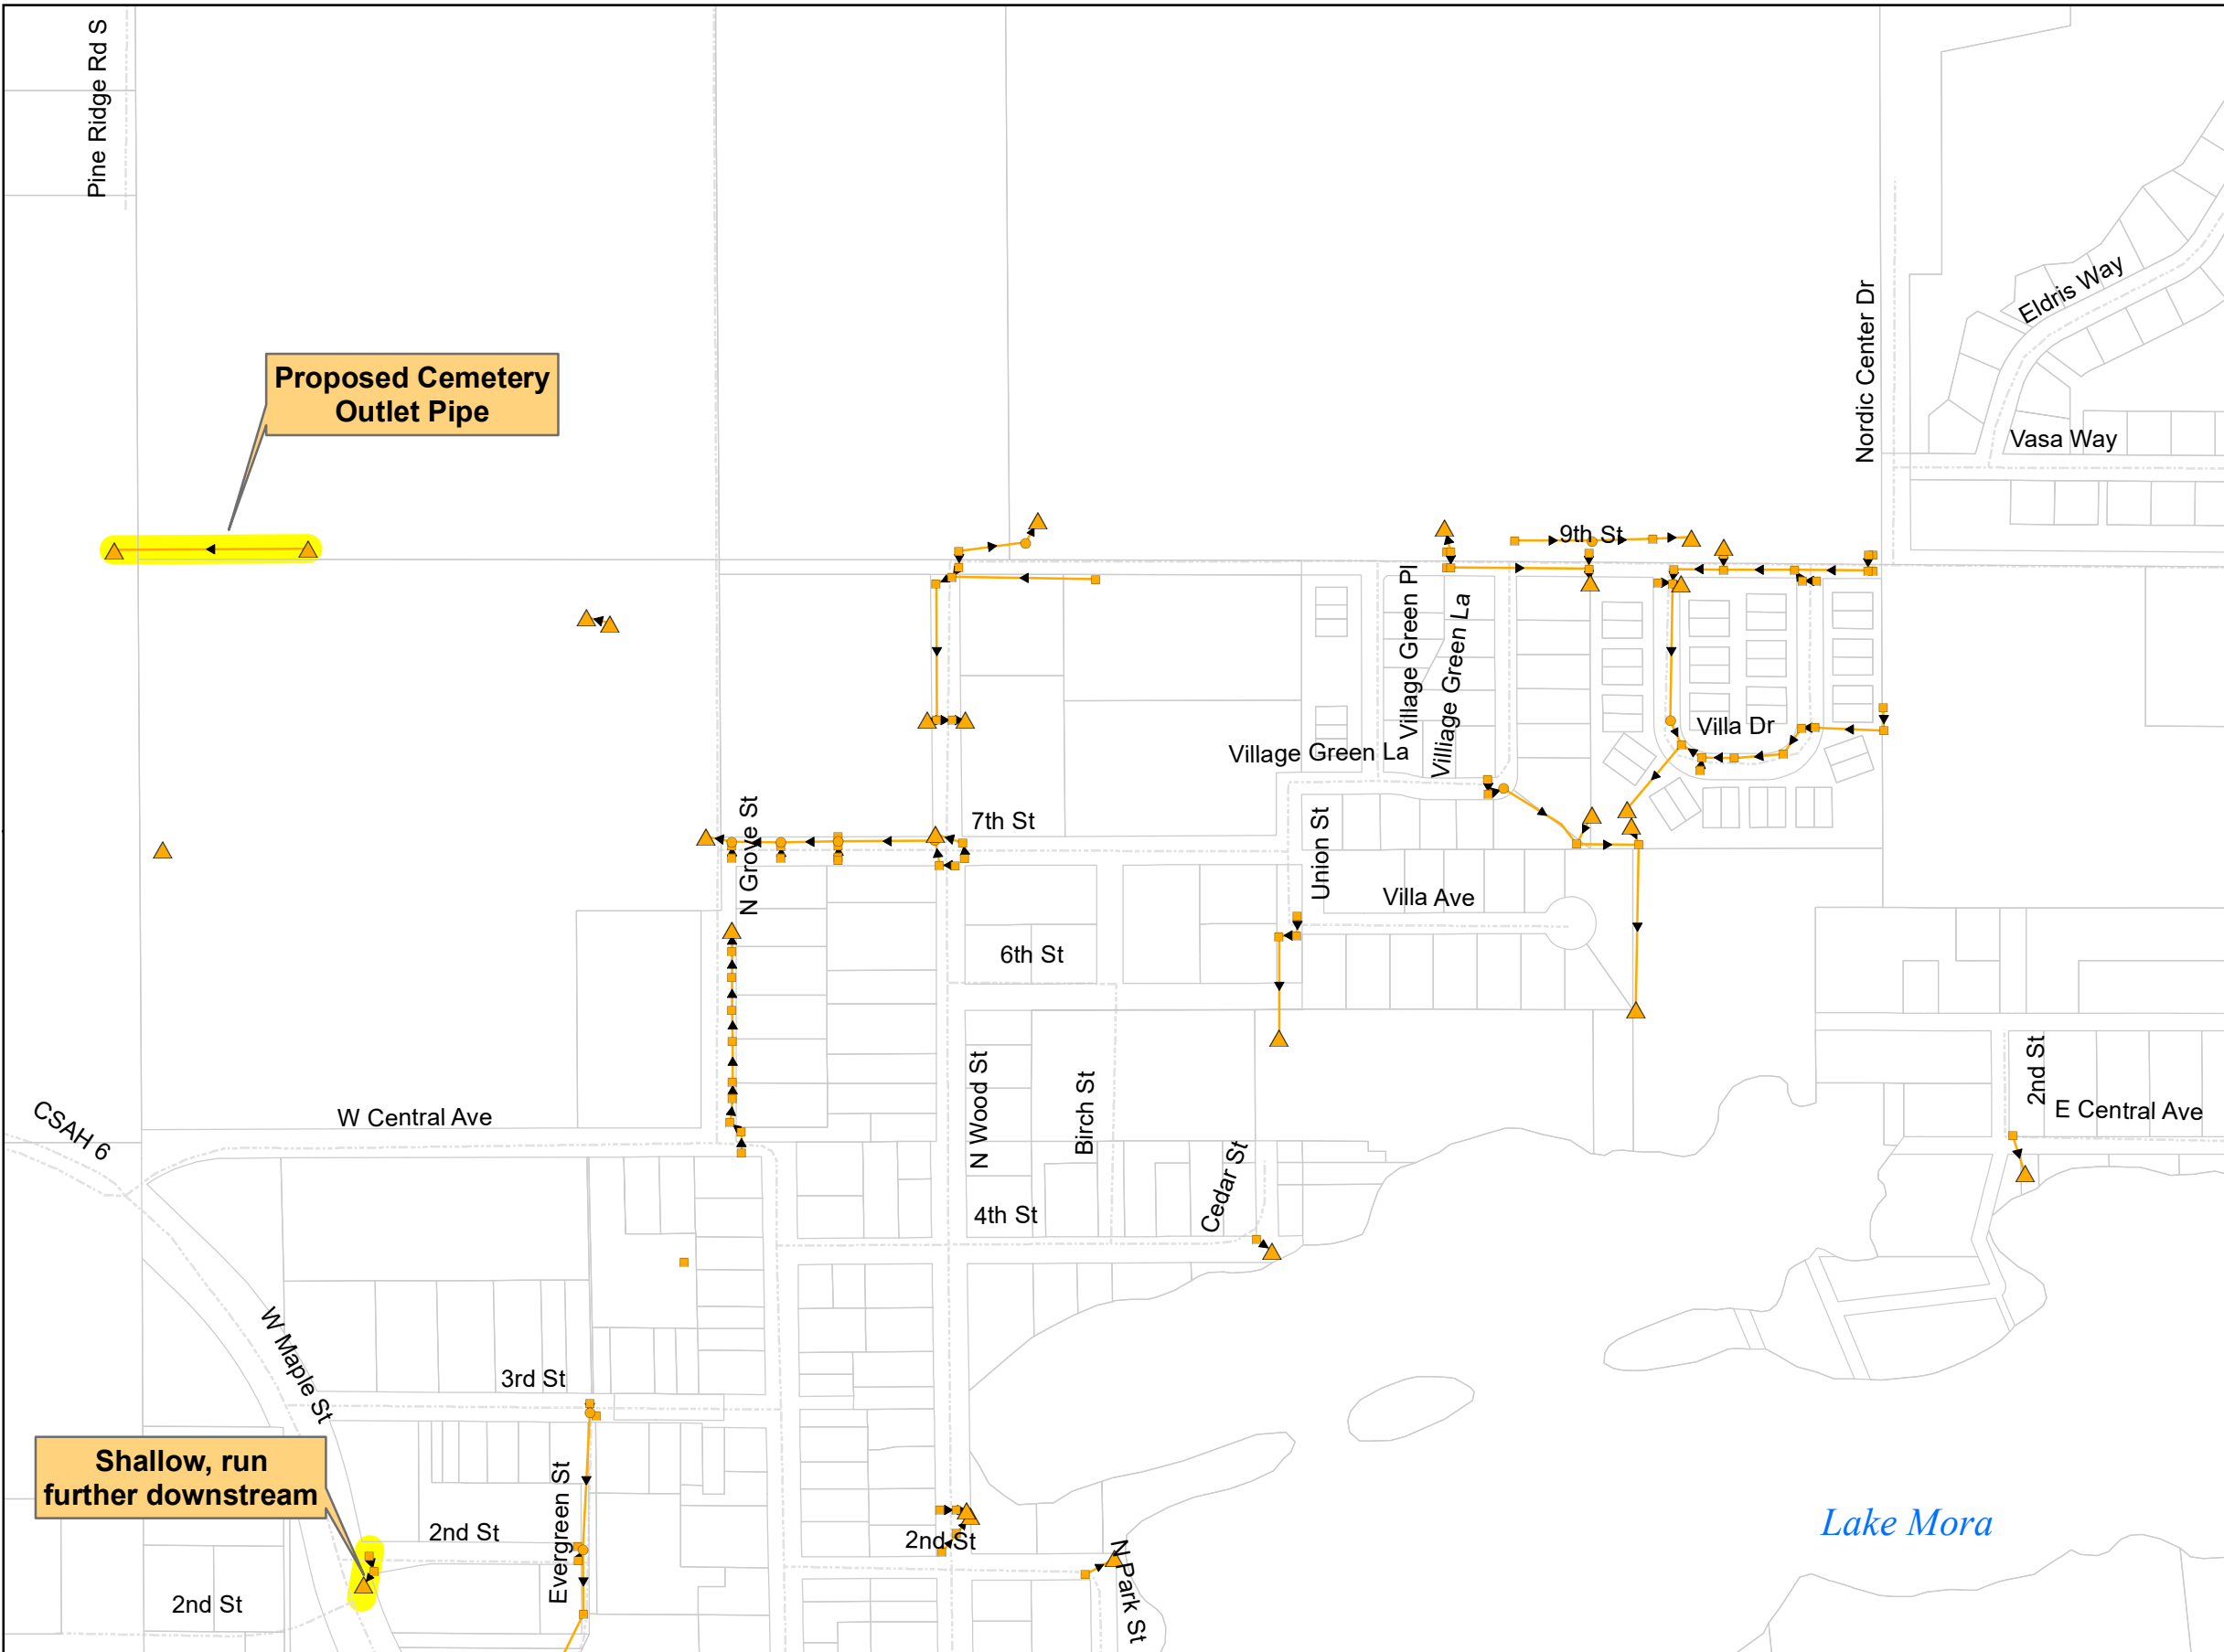 Pine Ridge Rd S
Eldris Way
Nordic Center Dr
Proposed Cemetery
Outlet Pipe
Vasa Way
9th St
Village Green Pl
Villiage Green La
Villa Dr
Village Green La
7th St
N Grove St
Union St
Villa Ave
6th St
N Wood St
Birch St
2nd St
E Central Ave
W Central Ave
CSAH 6
Cedar St
4th St
W Maple St
3rd St
Shallow, run
further downstream
Evergreen St
2nd St
2nd St
2nd St
N Park St
Lake Mora